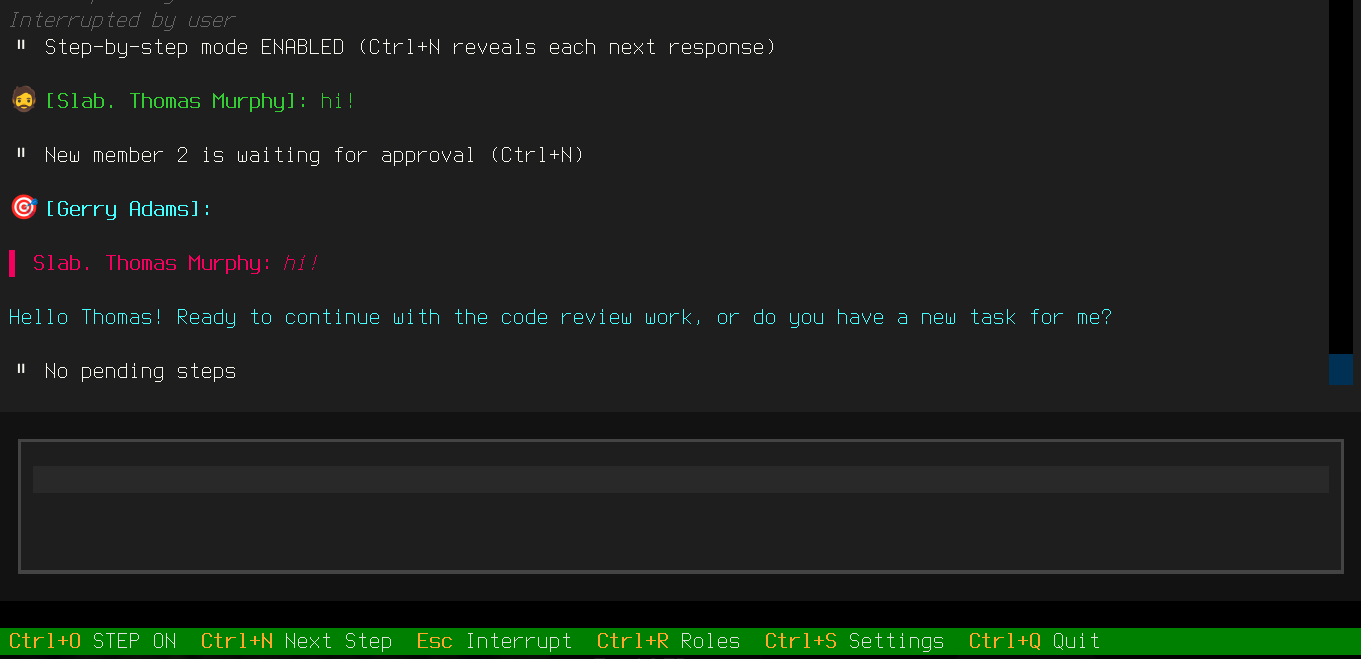 Interrupted by user
" Step-by-step mode ENABLED (Ctrl+N reveals each next response)
[Slab. Thomas Murphy]: hi!
" New member 2 is waiting for approval (Ctrl+N)
[Gerry Adams]:
Slab. Thomas Murphy: hi!
Hello Thomas! Ready to continue with the code review work, or do you have a new task for me?
" No pending steps
Ctrl+O STEP ON Ctrl+N Next Step Esc Interrupt Ctrl+R Roles Ctrl+S Settings Ctrl+Q Quit